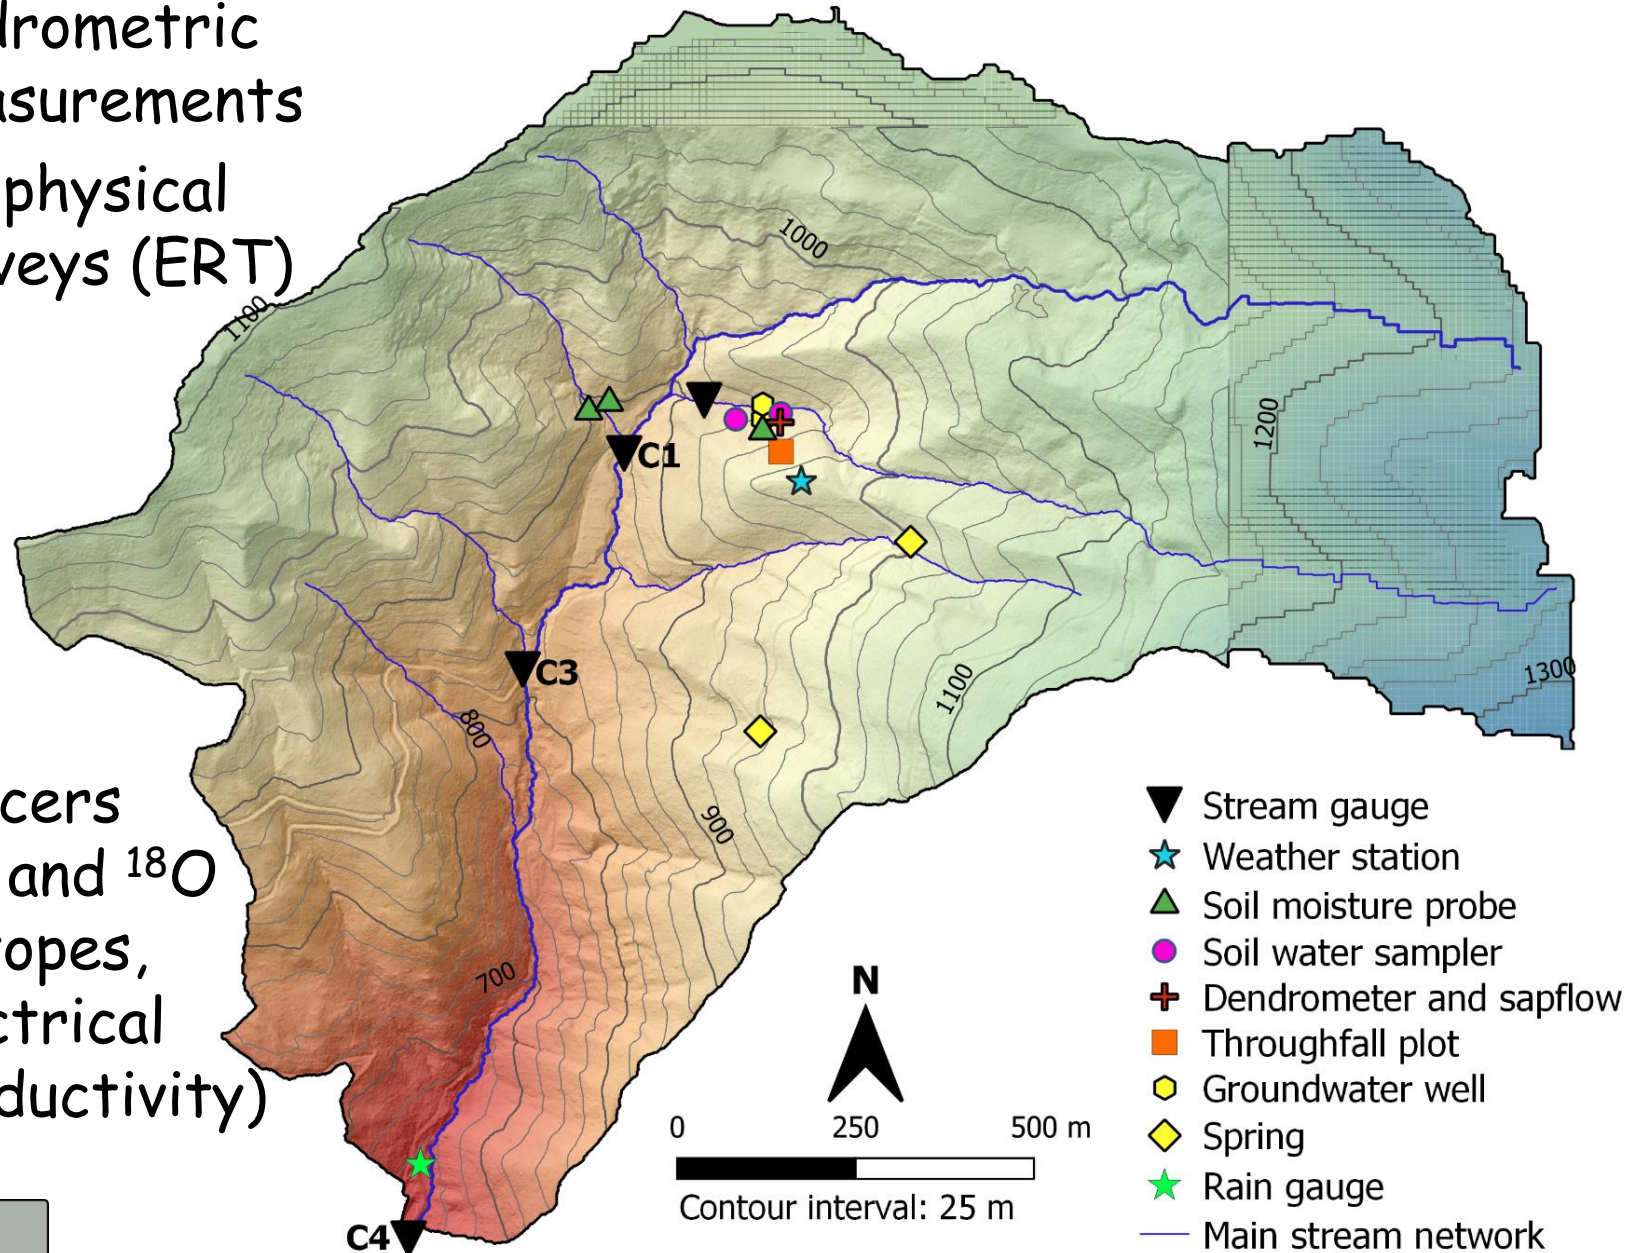 drometric
asurements
physical
veys (ERT)
1000
1100
1200
C1
C3
1300
1100
800
900
cers
and ¹⁸O
topes,
700
ctrical
ductivity)
C4
N
0 250 500 m
Contour interval: 25 m
Stream gauge
Weather station
Soil moisture probe
Soil water sampler
Dendrometer and sapflow
Throughfall plot
Groundwater well
Spring
Rain gauge
Main stream network